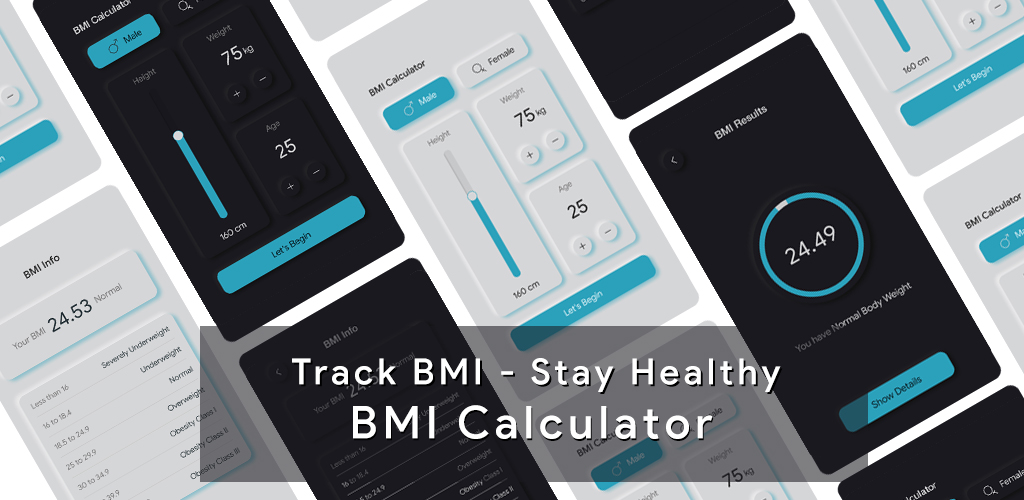 BMI Calculator
Male
Height
160 cm
Weight
75 kg
Age
25
Let's Begin
BMI Calculator
Male
Female
Height
160 cm
Weight
75 kg
Age
25
Let's Begin
BMI Results
24.49
You have Normal Body Weight
Show Details
160 cm
Let's Begin
BMI Calculator
BMI Info
Your BMI 24.53 Normal
Less than 16 Severely Underweight
16 to 18.4 Underweight
18.5 to 24.9 Normal
25 to 29.9 Overweight
30 to 34.9 Obesity Class I
Obesity Class II
Obesity Class III
BMI Info
Your BMI
Less than 16
16 to 18.4
Overweight
Obesity Class I
Obesity Class II
Track BMI - Stay Healthy
BMI Calculator
Male
Female
Height
Weight
75 kg
Female